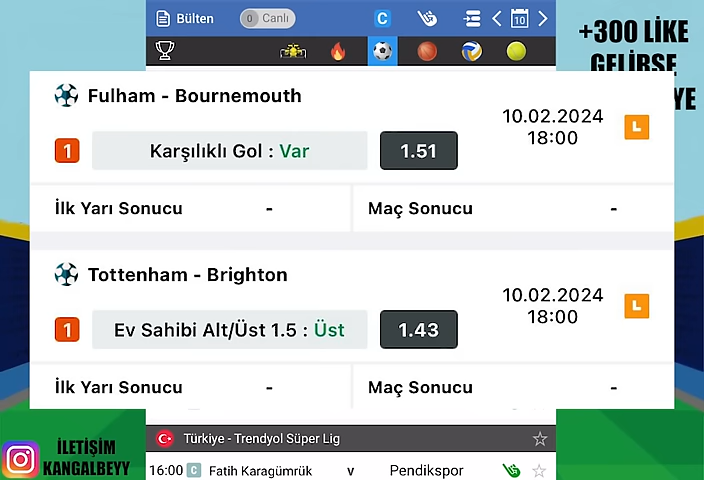 Bülten
0 Canlı
C
10
+300 LİKE
GELİRSE
YE
Fulham - Bournemouth
10.02.2024
18:00
L
1
Karşılıklı Gol : Var
1.51
İlk Yarı Sonucu
-
Maç Sonucu
-
Tottenham - Brighton
10.02.2024
18:00
L
1
Ev Sahibi Alt/Üst 1.5 : Üst
1.43
İlk Yarı Sonucu
-
Maç Sonucu
-
Türkiye - Trendyol Süper Lig
İLETİŞİM
KANGALBEYY
16:00 C Fatih Karagümrük v Pendikspor